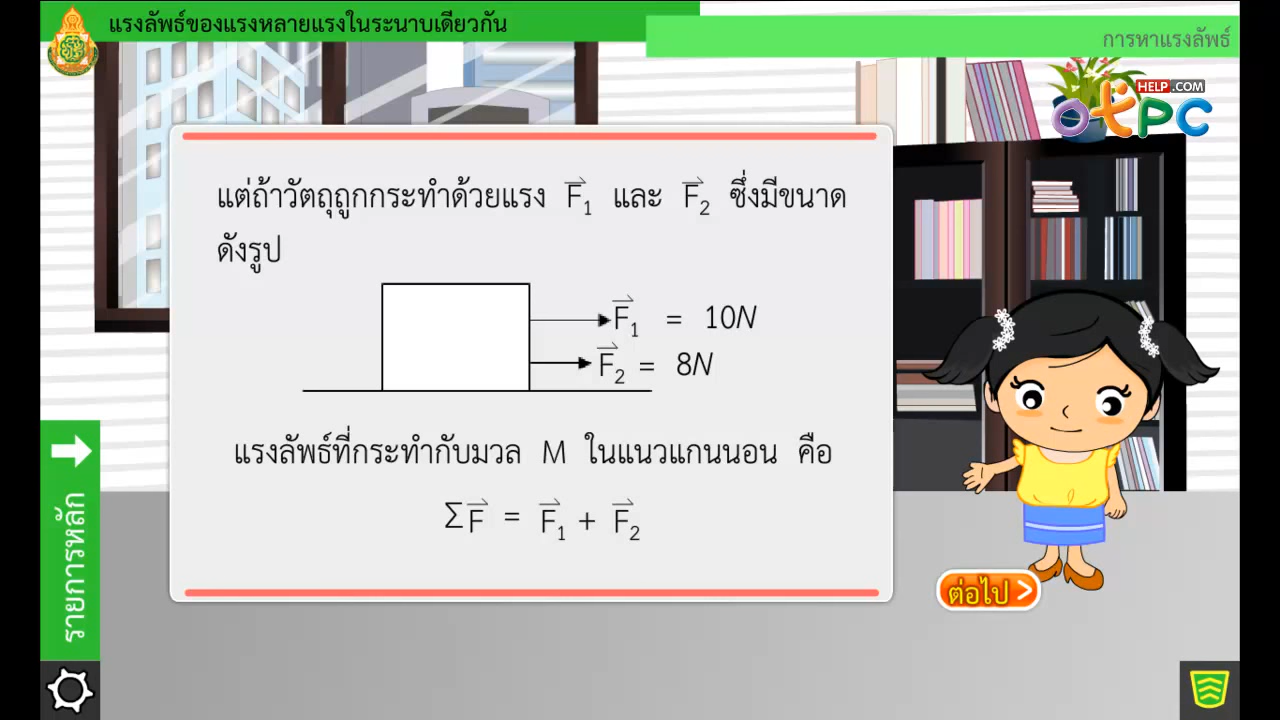 แรงลัพธ์ของแรงหลายแรงในระนาบเดียวกัน
การหาแรงลัพธ์
HELP.COM
otPC
แต่ถ้าวัตถุถูกกระทำด้วยแรง F⃗₁ และ F⃗₂ ซึ่งมีขนาด
ดังรูป
F⃗₁ = 10N
F⃗₂ = 8N
แรงลัพธ์ที่กระทำกับมวล M ในแนวแกนนอน คือ
ΣF⃗ = F⃗₁ + F⃗₂
รายการหลัก
ต่อไป >